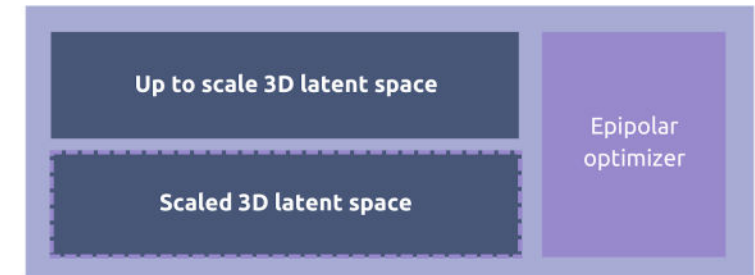 Up to scale 3D latent space
Scaled 3D latent space
Epipolar
optimizer